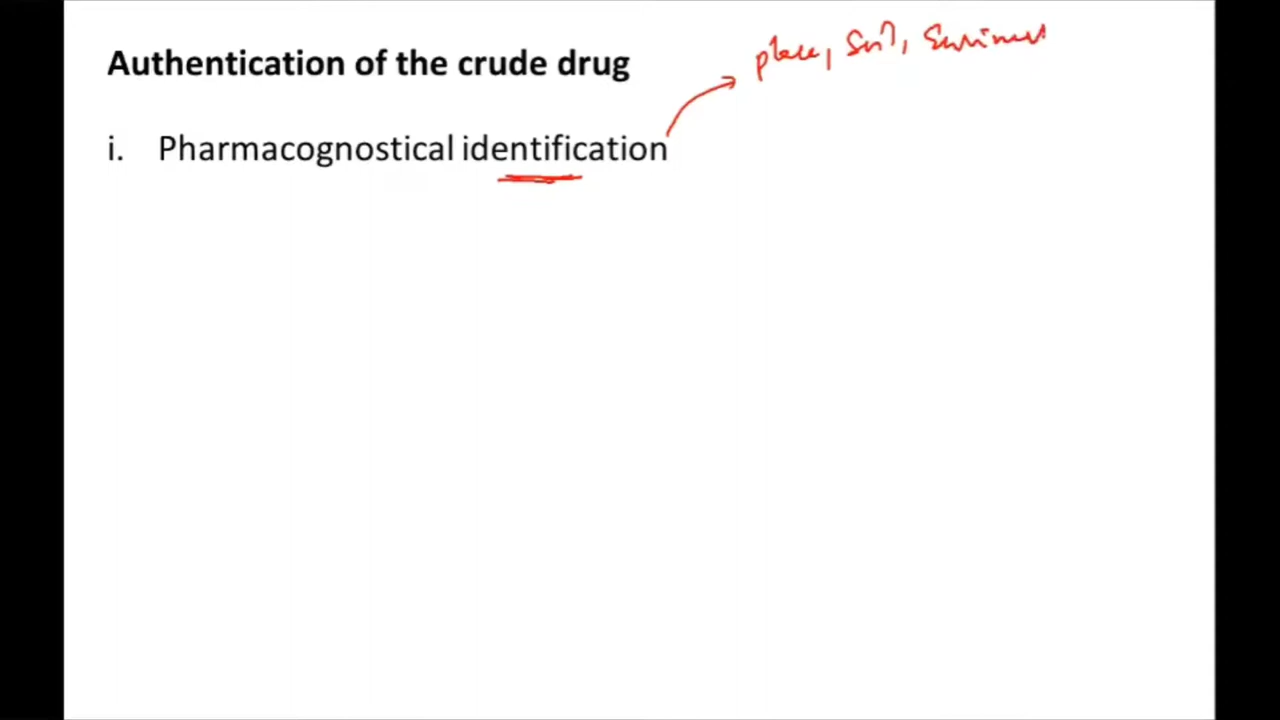 Authentication of the crude drug
place, Soil,
i. Pharmacognostical identification